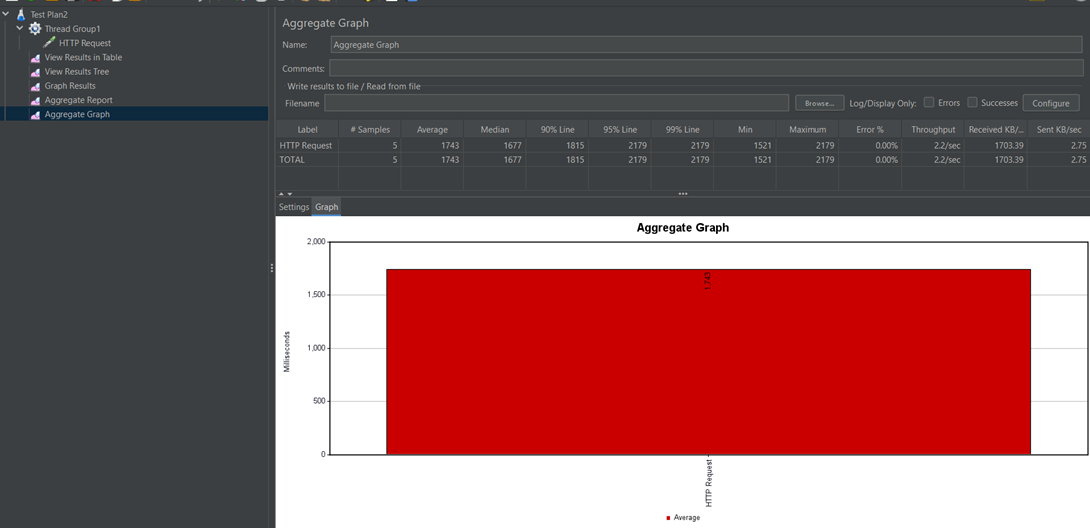 Test Plan2
Thread Group1
HTTP Request
View Results in Table
View Results Tree
Graph Results
Aggregate Report
Aggregate Graph
Aggregate Graph
Name: Aggregate Graph
Comments:
Write results to file / Read from file
Filename Browse... Log/Display Only: Errors Successes Configure
Label # Samples Average Median 90% Line 95% Line 99% Line Min Maximum Error % Throughput Received KB/... Sent KB/sec
HTTP Request 5 1743 1677 1815 2179 2179 1521 2179 0.00% 2.2/sec 1703.39 2.75
TOTAL 5 1743 1677 1815 2179 2179 1521 2179 0.00% 2.2/sec 1703.39 2.75
Settings Graph
Aggregate Graph
2,000
1,500
1,000
500
0
Milliseconds
1,743
HTTP Request
Average